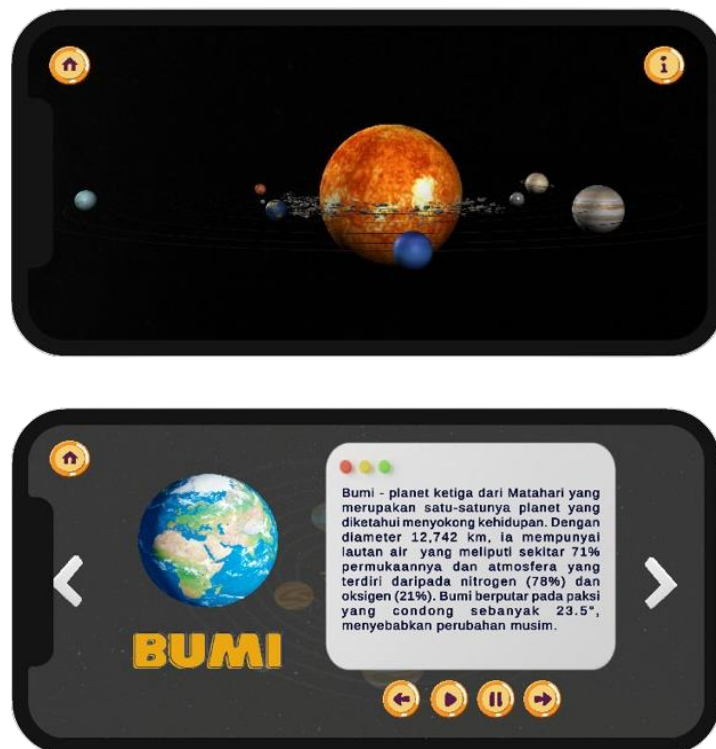 i
BUMI
Bumi - planet ketiga dari Matahari yang
merupakan satu-satunya planet yang
diketahui menyokong kehidupan. Dengan
diameter 12,742 km, ia mempunyai
lautan air yang meliputi sekitar 71%
permukaannya dan atmosfera yang
terdiri daripada nitrogen (78%) dan
oksigen (21%). Bumi berputar pada paksi
yang condong sebanyak 23.5°,
menyebabkan perubahan musim.